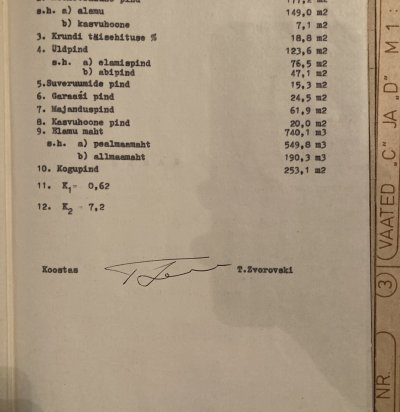 pind 177,2 m2
s.h. a) elamu 149,0 m2
b) kasvuhoone 7,1 m2
3. Krundi täisehituse % 18,8 m2
4. Üldpind 123,6 m2
s.h. a) elamispind 76,5 m2
b) abipind 47,1 m2
5.Suveruumide pind 15,3 m2
6. Garaaži pind 24,5 m2
7. Majanduspind 61,9 m2
8. Kasvuhoone pind 20,0 m2
9. Elamu maht 740,1 m3
s.h. a) pealmaamaht 549,8 m3
b) allmaamaht 190,3 m3
10. Kogupind 253,1 m2
11. K1= 0,62
12. K2 - 7,2
Koostas T.Zvorovski
NR. 3 VAATED „C" JA „D" M 1: